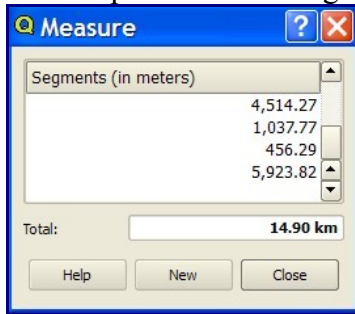 Measure
Segments (in meters)
4,514.27
1,037.77
456.29
5,923.82
Total: 14.90 km
Help New Close